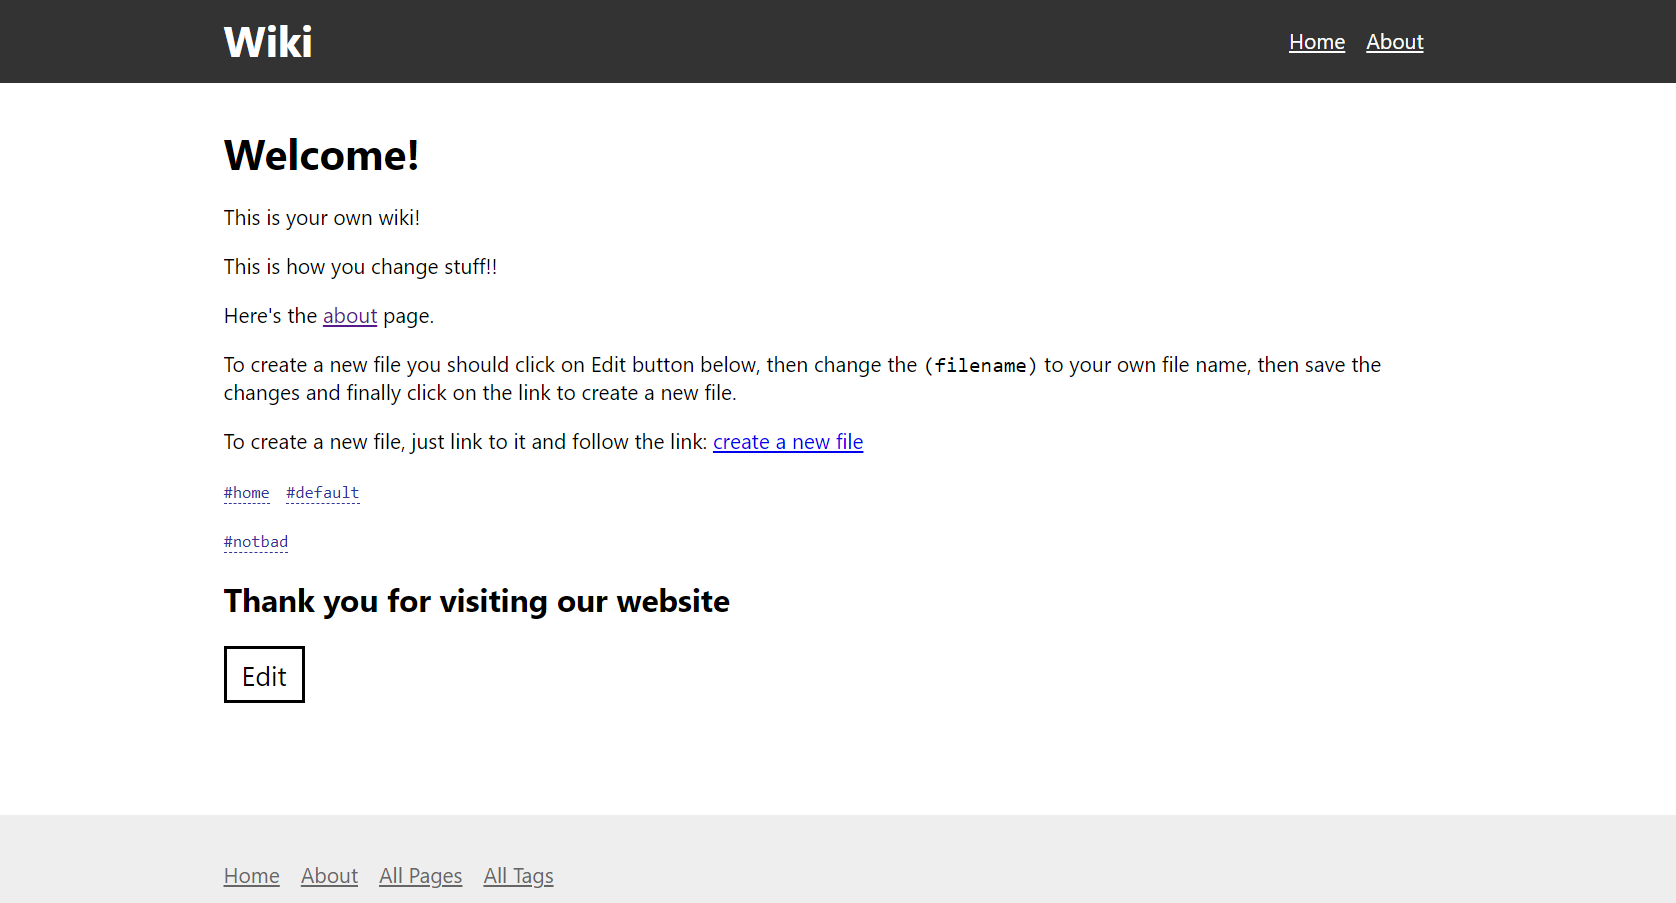 Wiki
Home About
Welcome!
This is your own wiki!
This is how you change stuff!!
Here's the about page.
To create a new file you should click on Edit button below, then change the (filename) to your own file name, then save the
changes and finally click on the link to create a new file.
To create a new file, just link to it and follow the link: create a new file
#home #default
#notbad
Thank you for visiting our website
Edit
Home About All Pages All Tags